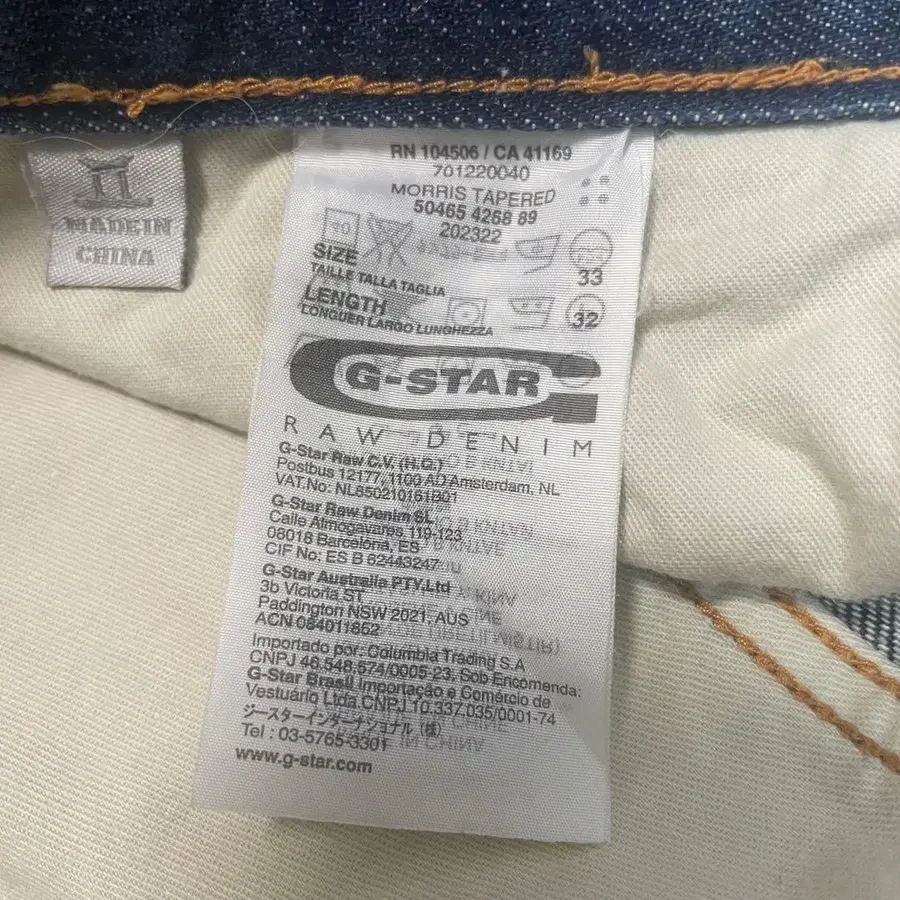 MADE IN
CHINA
RN 104506 / CA 41169
701220040
MORRIS TAPERED
50465 4268 89
202322
40
SIZE
TAILLE TALLA TAGLIA
33
LENGTH
LONGUER LARGO LUNGHEZZA
32
G-STAR
RAW DENIM
G-Star Raw C.V. (H.Q.)
Postbus 12177, 1100 AD Amsterdam, NL
VAT.No: NL850210161B01
G-Star Raw Denim SL
Calle Almogavares 119-123
08018 Barcelona, ES
CIF No: ES B 62443247
G-Star Australia PTY.Ltd
3b Victoria ST
Paddington NSW 2021, AUS
ACN 084011862
Importado por: Columbia Trading S.A
CNPJ 46.548.574/0005-23, Sob Encomenda:
G-Star Brasil Importação e Comércio de
Vestuário Ltda CNPJ 10.337.035/0001-74
ジースターインターナショナル (株)
Tel : 03-5765-3301
www.g-star.com